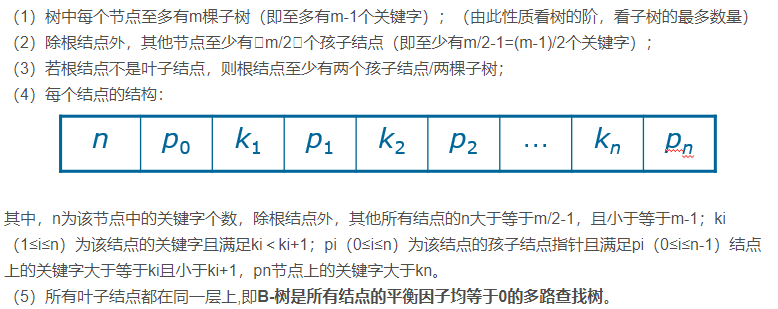 （1）树中每个节点至多有m棵子树（即至多有m-1个关键字）；（由此性质看树的阶，看子树的最多数量）
（2）除根结点外，其他节点至少有▯m/2▯个孩子结点（即至少有m/2-1=(m-1)/2个关键字）；
（3）若根结点不是叶子结点，则根结点至少有两个孩子结点/两棵子树；
（4）每个结点的结构：
n p0 k1 p1 k2 p2 … kn pn
其中，n为该节点中的关键字个数，除根结点外，其他所有结点的n大于等于m/2-1，且小于等于m-1；ki
（1≤i≤n）为该结点的关键字且满足ki＜ki+1；pi（0≤i≤n）为该结点的孩子结点指针且满足pi（0≤i≤n-1）结点
上的关键字大于等于ki且小于ki+1，pn节点上的关键字大于kn。
（5）所有叶子结点都在同一层上,即B-树是所有结点的平衡因子均等于0的多路查找树。